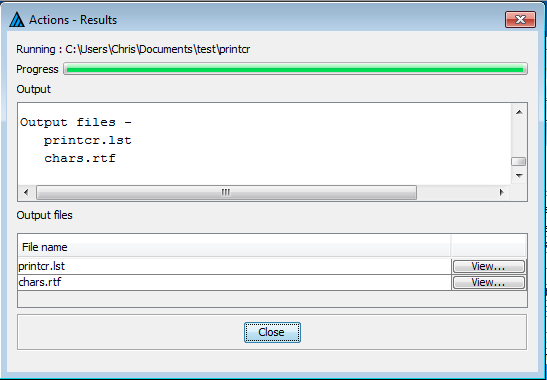 Actions - Results
Running : C:\Users\Chris\Documents\test\printcr
Progress
Output
Output files -
printcr.lst
chars.rtf
Output files
File name
printcr.lst View...
chars.rtf View...
Close